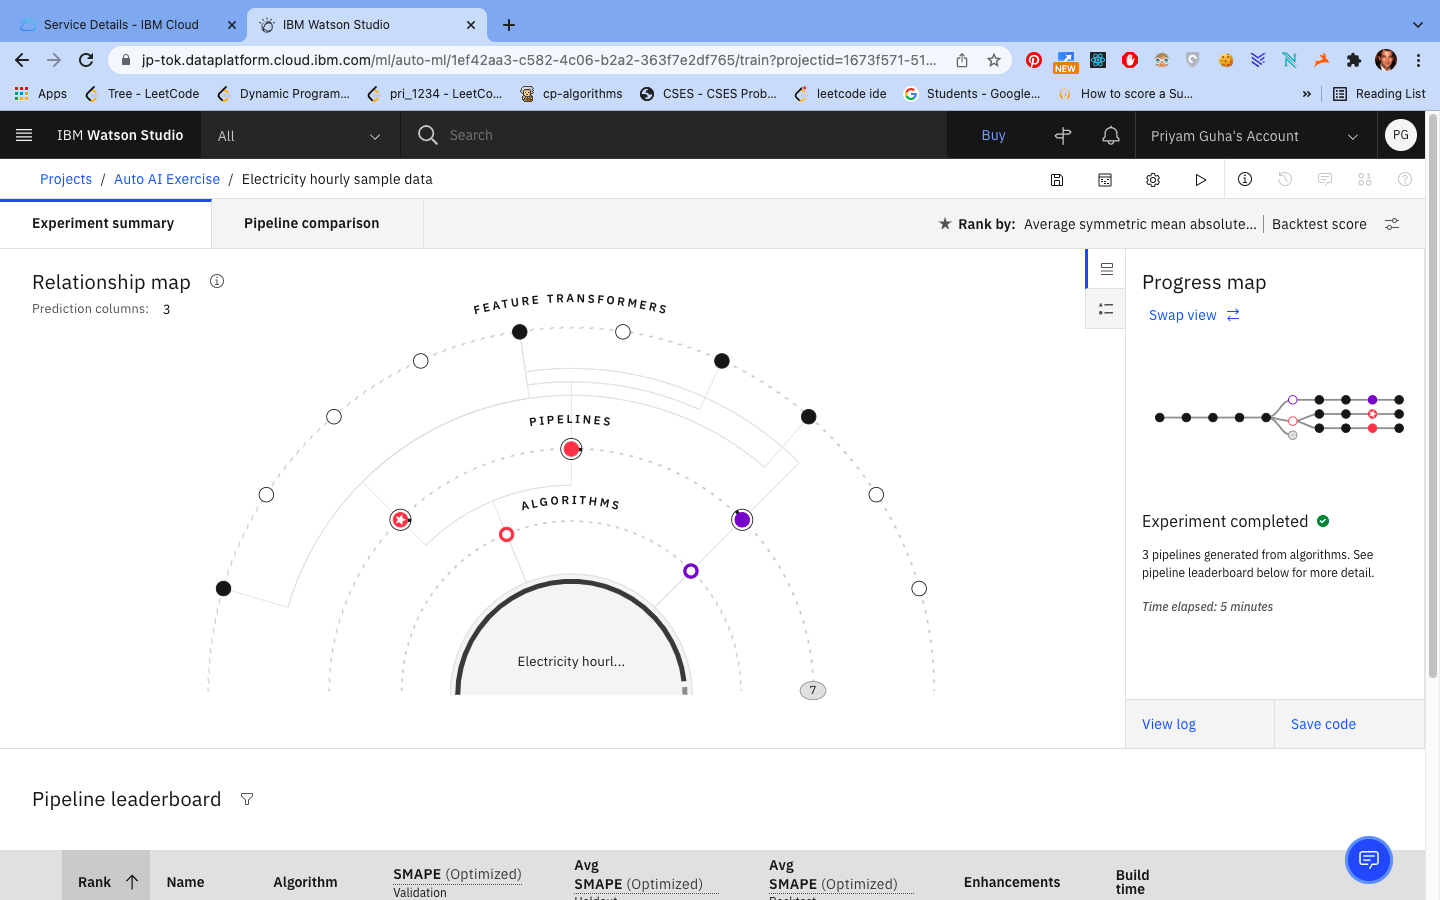 Service Details - IBM Cloud
IBM Watson Studio
jp-tok.dataplatform.cloud.ibm.com/ml/auto-ml/1ef42aa3-c582-4c06-b2a2-363f7e2df765/train?projectid=1673f571-51...
NEW
Apps
Tree - LeetCode
Dynamic Program...
pri_1234 - LeetCo...
cp-algorithms
CSES - CSES Prob...
leetcode ide
Students - Google...
How to score a Su...
»
Reading List
IBM Watson Studio
All
Search
Buy
Priyam Guha's Account
PG
Projects / Auto AI Exercise / Electricity hourly sample data
Experiment summary
Pipeline comparison
Rank by: Average symmetric mean absolute... | Backtest score
Relationship map
Prediction columns: 3
FEATURE TRANSFORMERS
PIPELINES
ALGORITHMS
Electricity hourl...
7
Progress map
Swap view
Experiment completed
3 pipelines generated from algorithms. See
pipeline leaderboard below for more detail.
Time elapsed: 5 minutes
View log
Save code
Pipeline leaderboard
Rank
Name
Algorithm
SMAPE (Optimized)
Validation
Avg
SMAPE (Optimized)
Avg
SMAPE (Optimized)
Enhancements
Build
time